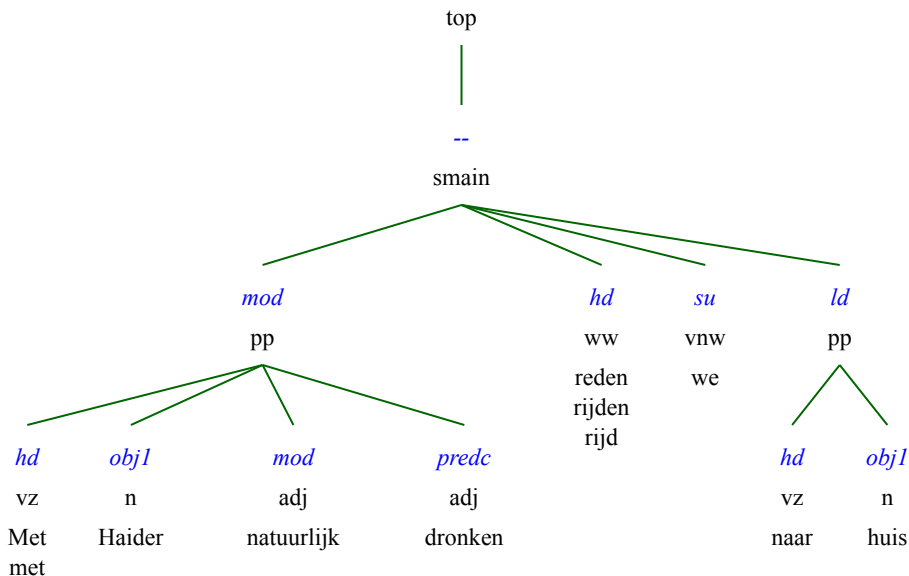 top
--
smain
mod hd su ld
pp ww vnw pp
reden we
rijden
rijd
hd obj1 mod predc hd obj1
vz n adj adj vz n
Met Haider natuurlijk dronken naar huis
met